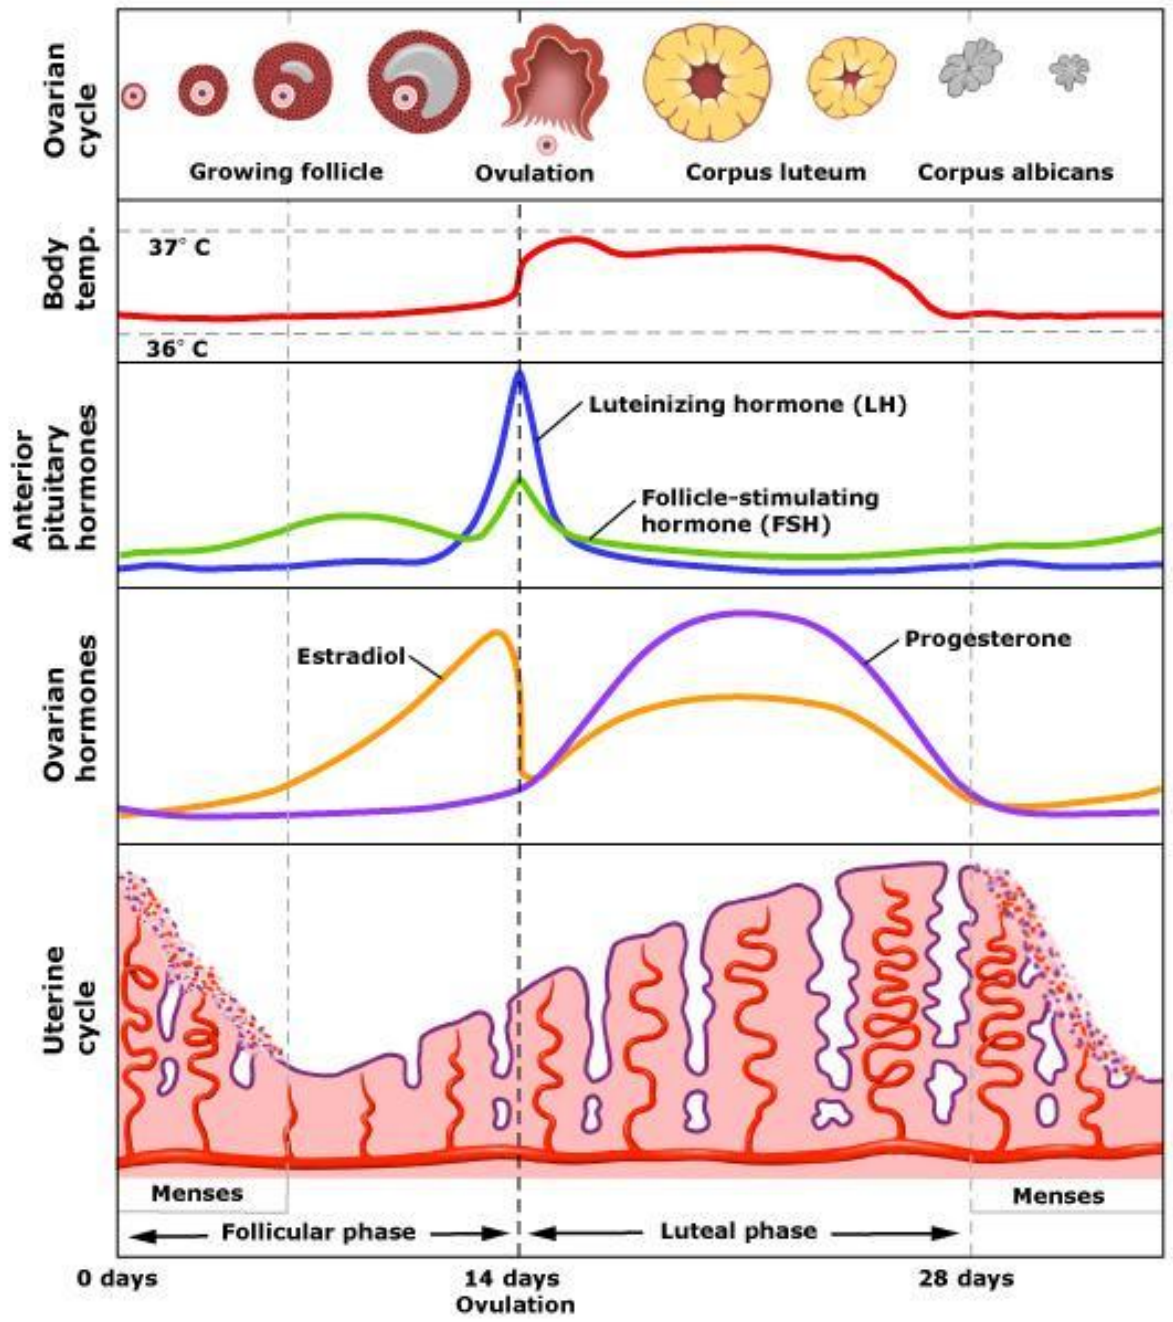 Ovarian
cycle
Growing follicle
Ovulation
Corpus luteum
Corpus albicans
Body
temp.
37° C
36° C
Anterior
pituitary
hormones
Luteinizing hormone (LH)
Follicle-stimulating
hormone (FSH)
Ovarian
hormones
Estradiol
Progesterone
Uterine
cycle
Menses
Menses
Follicular phase
Luteal phase
0 days
14 days
Ovulation
28 days